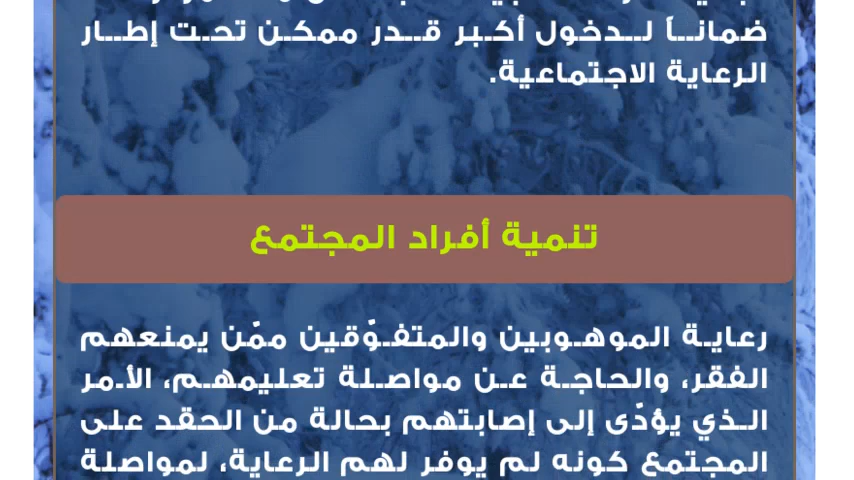 ضماناً لدخول أكبر قدر ممكن تحت إطار
الرعاية الاجتماعية.
تنمية أفراد المجتمع
رعاية الموهوبين والمتفوّقين ممّن يمنعهم
الفقر، والحاجة عن مواصلة تعليمهم، الأمر
الذي يؤدّى إلى إصابتهم بحالة من الحقد على
المجتمع كونه لم يوفر لهم الرعاية، لمواصلة